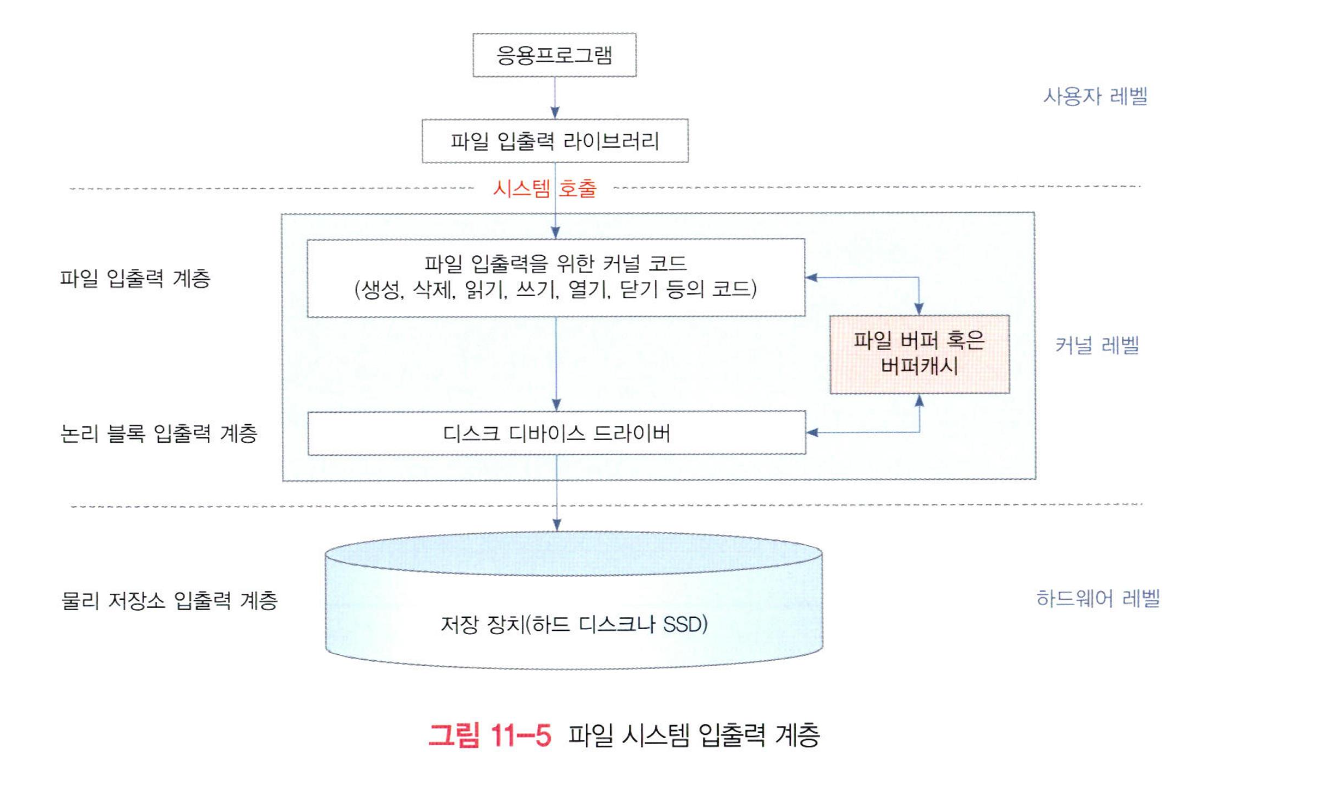 응용프로그램
사용자 레벨
파일 입출력 라이브러리
시스템 호출
파일 입출력 계층
파일 입출력을 위한 커널 코드
(생성, 삭제, 읽기, 쓰기, 열기, 닫기 등의 코드)
파일 버퍼 혹은
버퍼캐시
커널 레벨
논리 블록 입출력 계층
디스크 디바이스 드라이버
물리 저장소 입출력 계층
저장 장치(하드 디스크나 SSD)
하드웨어 레벨
그림 11-5 파일 시스템 입출력 계층